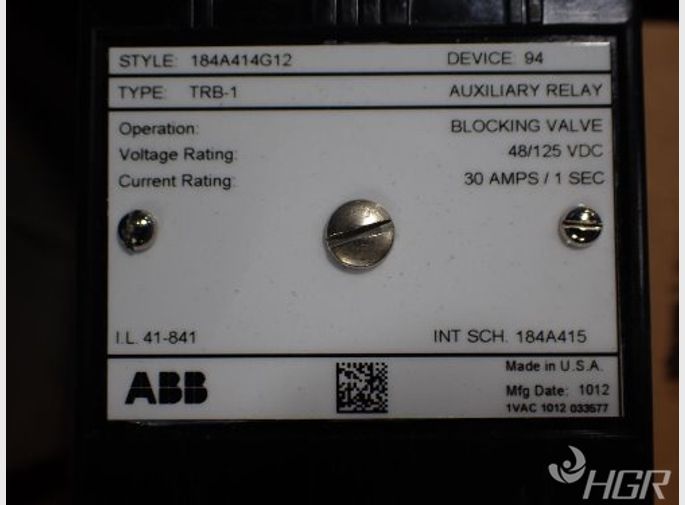 STYLE: 184A414G12 DEVICE: 94
TYPE: TRB-1 AUXILIARY RELAY
Operation: BLOCKING VALVE
Voltage Rating: 48/125 VDC
Current Rating: 30 AMPS / 1 SEC
I.L. 41-841 INT SCH. 184A415
ABB
Made in U.S.A.
Mfg Date: 1012
1VAC 1012 033577
HGR